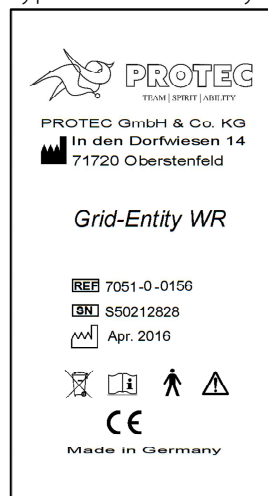 PROTEC
TEAM | SPIRIT | ABILITY
PROTEC GmbH & Co. KG
In den Dorfwiesen 14
71720 Oberstenfeld
Grid-Entity WR
REF 7051-0-0156
SN S50212828
Apr. 2016
CE
Made in Germany